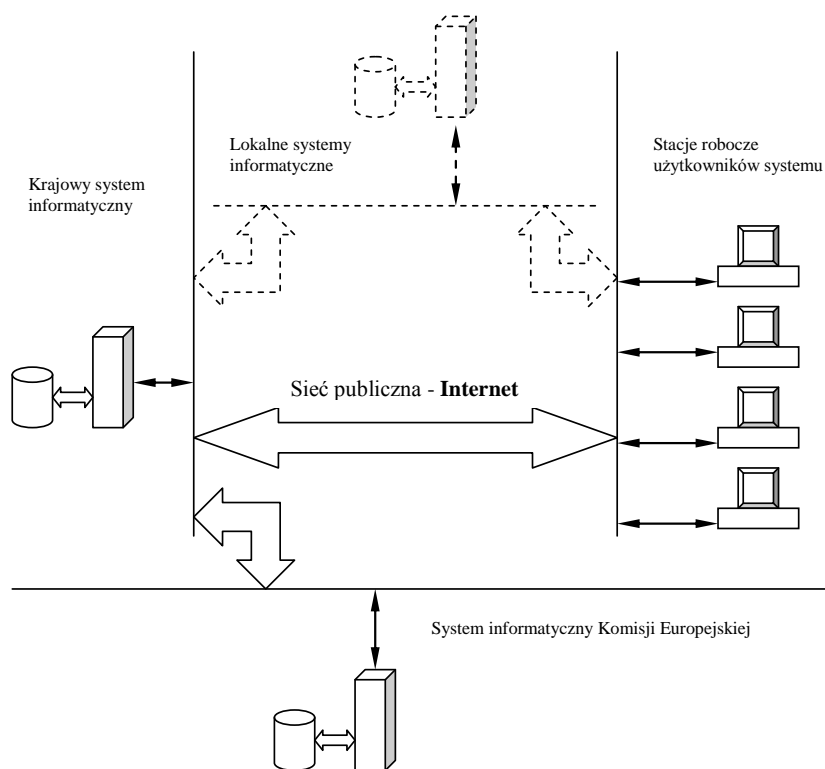 Lokalne systemy
informatyczne
Stacje robocze
użytkowników systemu
Krajowy system
informatyczny
Sieć publiczna - Internet
System informatyczny Komisji Europejskiej